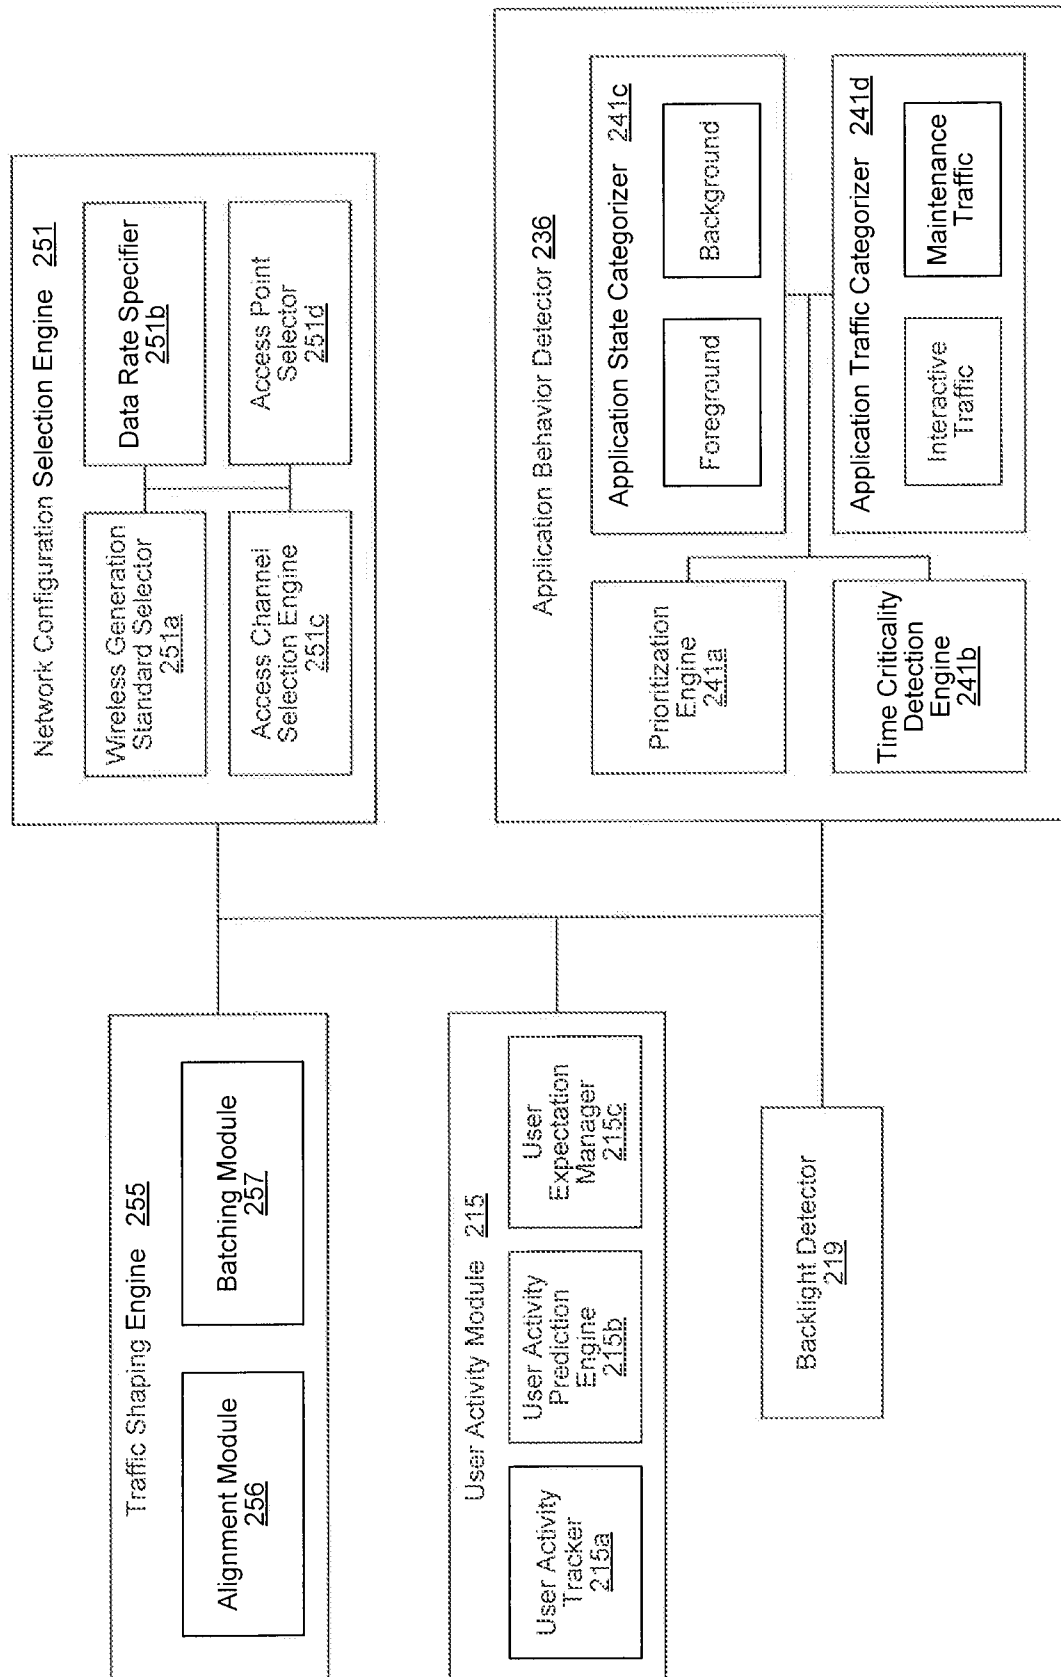 Traffic Shaping Engine 255
Alignment Module
256
Batching Module
257
Network Configuration Selection Engine 251
Wireless Generation
Standard Selector
251a
Data Rate Specifier
251b
Access Channel
Selection Engine
251c
Access Point
Selector
251d
User Activity Module 215
User Activity
Tracker
215a
User Activity
Prediction
Engine
215b
User
Expectation
Manager
215c
Backlight Detector
219
Application Behavior Detector 236
Prioritization
Engine
241a
Time Criticality
Detection
Engine
241b
Application State Categorizer 241c
Foreground
Background
Application Traffic Categorizer 241d
Interactive
Traffic
Maintenance
Traffic